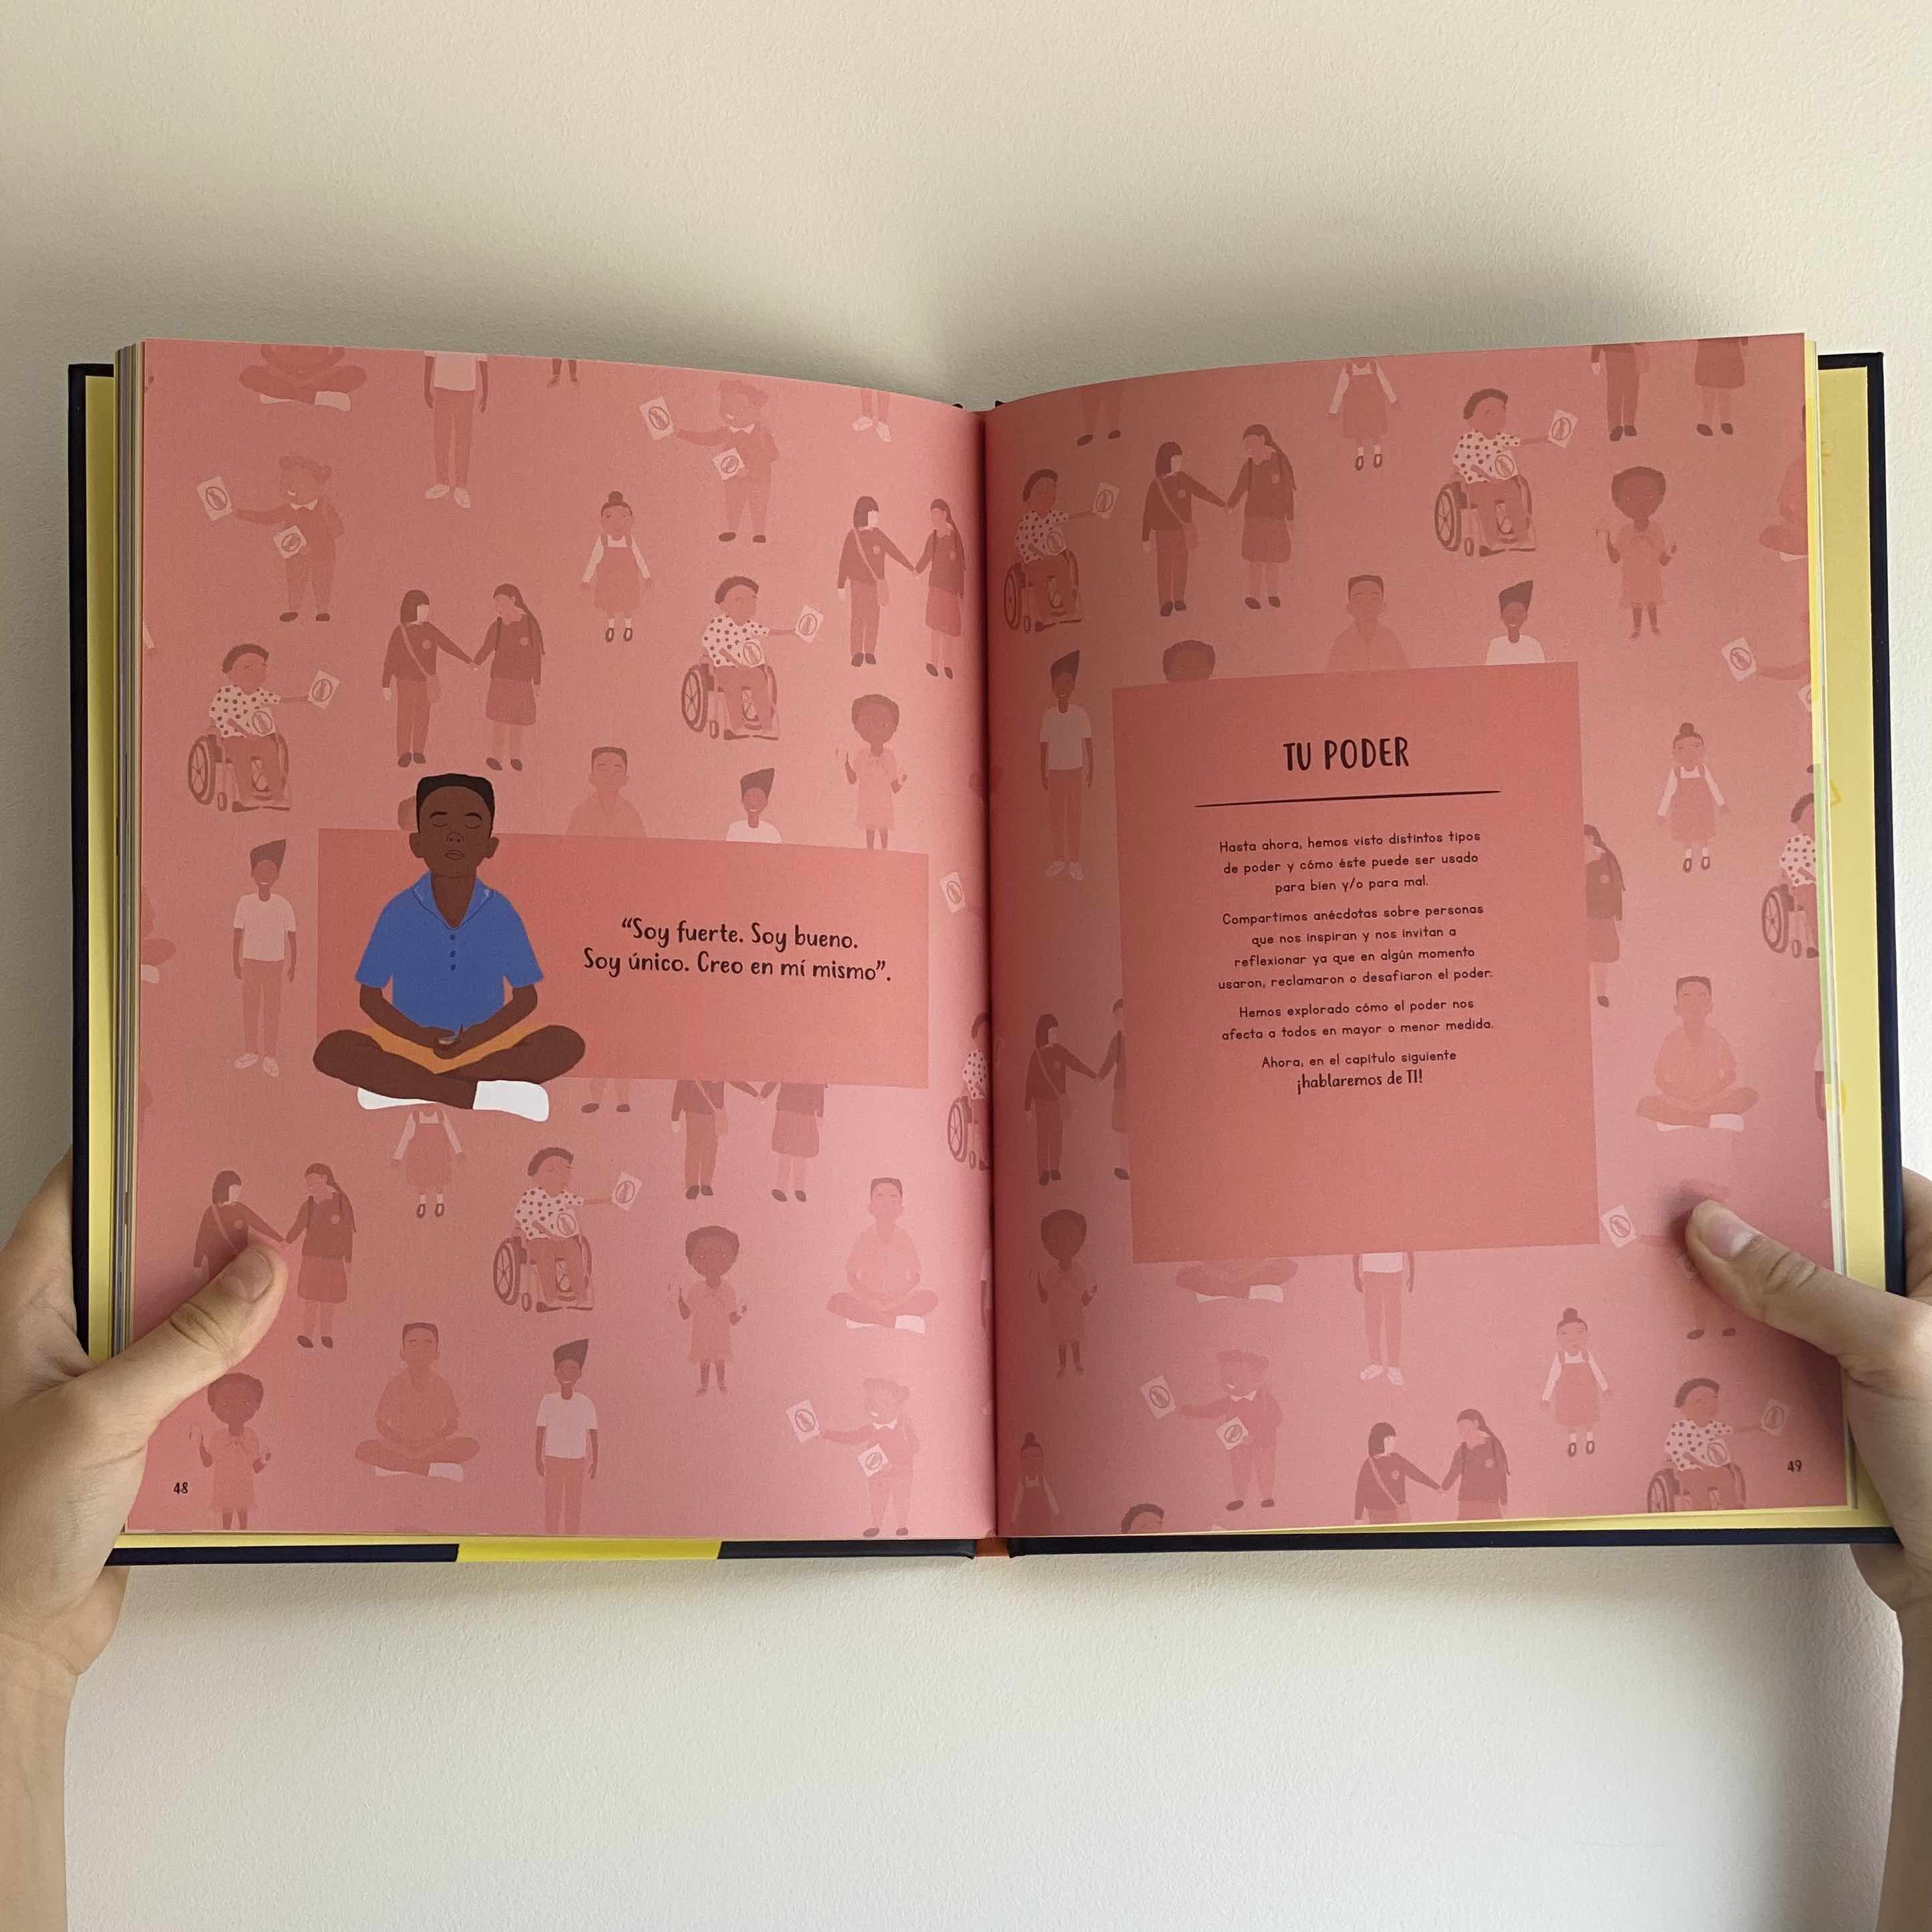 “Soy fuerte. Soy bueno.
Soy único. Creo en mí mismo”.
48
TU PODER
Hasta ahora, hemos visto distintos tipos
de poder y cómo éste puede ser usado
para bien y/o para mal.
Compartimos anécdotas sobre personas
que nos inspiran y nos invitan a
reflexionar ya que en algún momento
usaron, reclamaron o desafiaron el poder.
Hemos explorado cómo el poder nos
afecta a todos en mayor o menor medida.
Ahora, en el capítulo siguiente
¡hablaremos de TI!
49